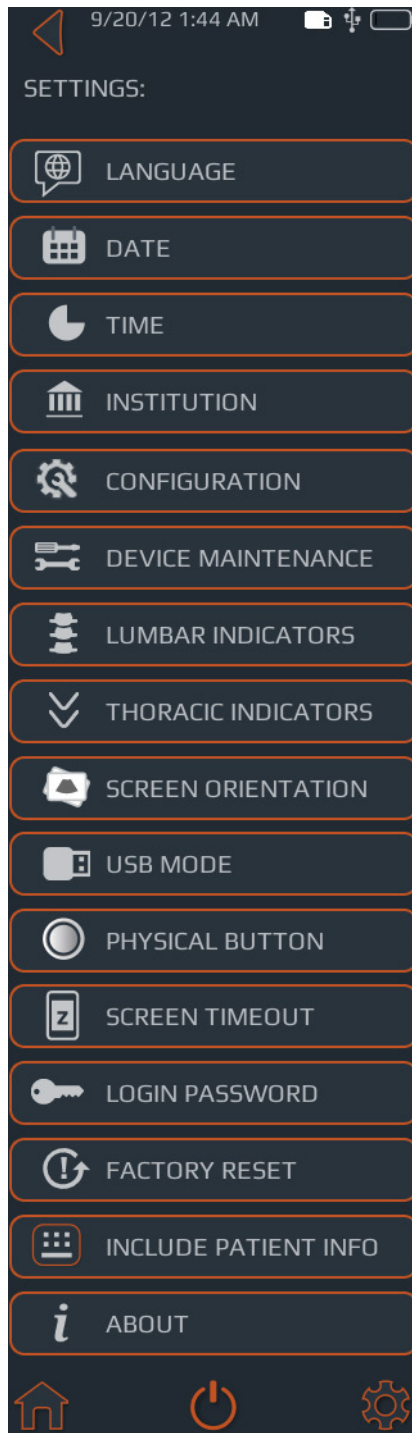 9/20/12 1:44 AM
SETTINGS:
LANGUAGE
DATE
TIME
INSTITUTION
CONFIGURATION
DEVICE MAINTENANCE
LUMBAR INDICATORS
THORACIC INDICATORS
SCREEN ORIENTATION
USB MODE
PHYSICAL BUTTON
z SCREEN TIMEOUT
LOGIN PASSWORD
! FACTORY RESET
INCLUDE PATIENT INFO
i ABOUT